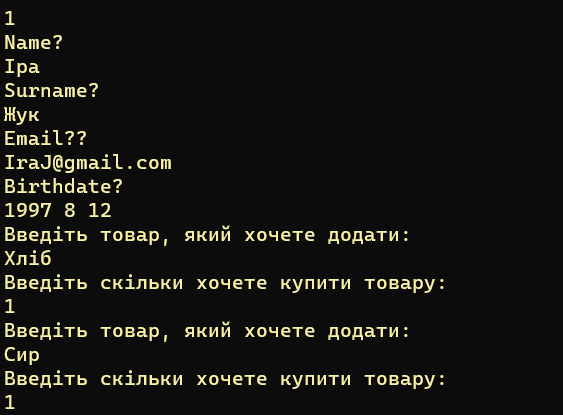 1
Name?
Іра
Surname?
Жук
Email??
IraJ@gmail.com
Birthdate?
1997 8 12
Введіть товар, який хочете додати:
Хліб
Введіть скільки хочете купити товару:
1
Введіть товар, який хочете додати:
Сир
Введіть скільки хочете купити товару:
1